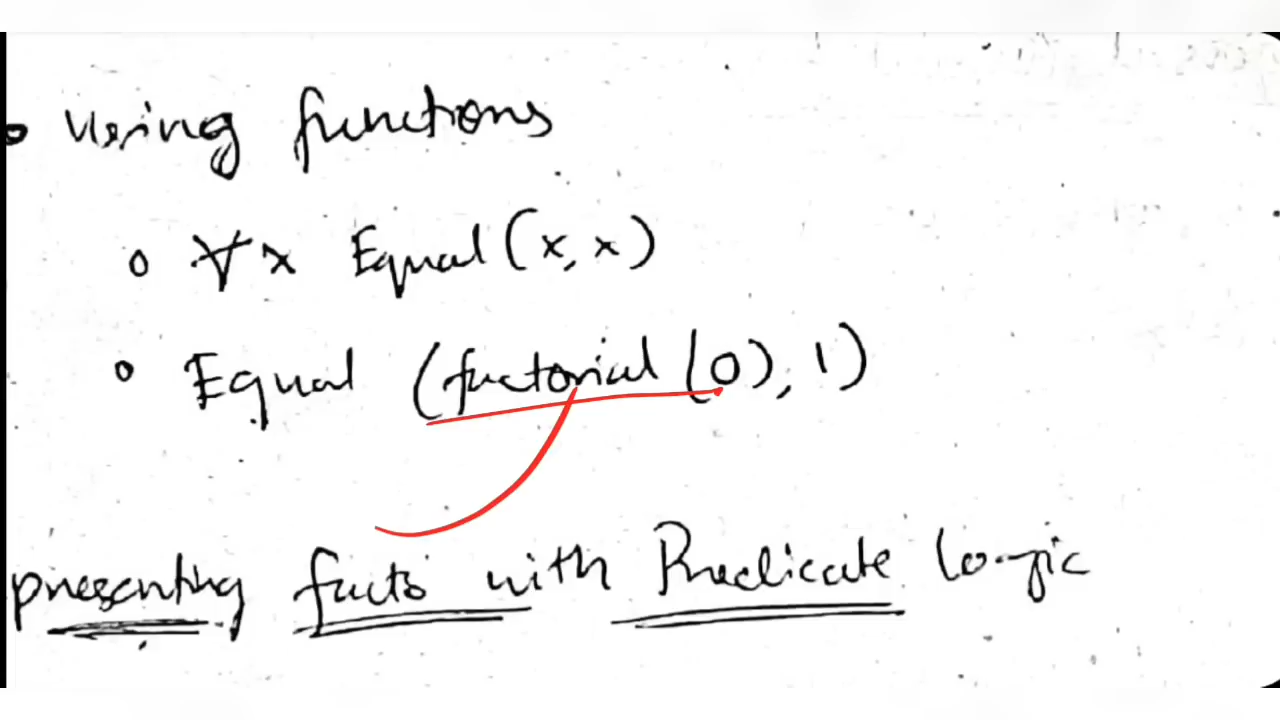 • Using functions
o ∀x Equal (x, x)
o Equal (factorial (0), 1)
presenting facts with Predicate logic